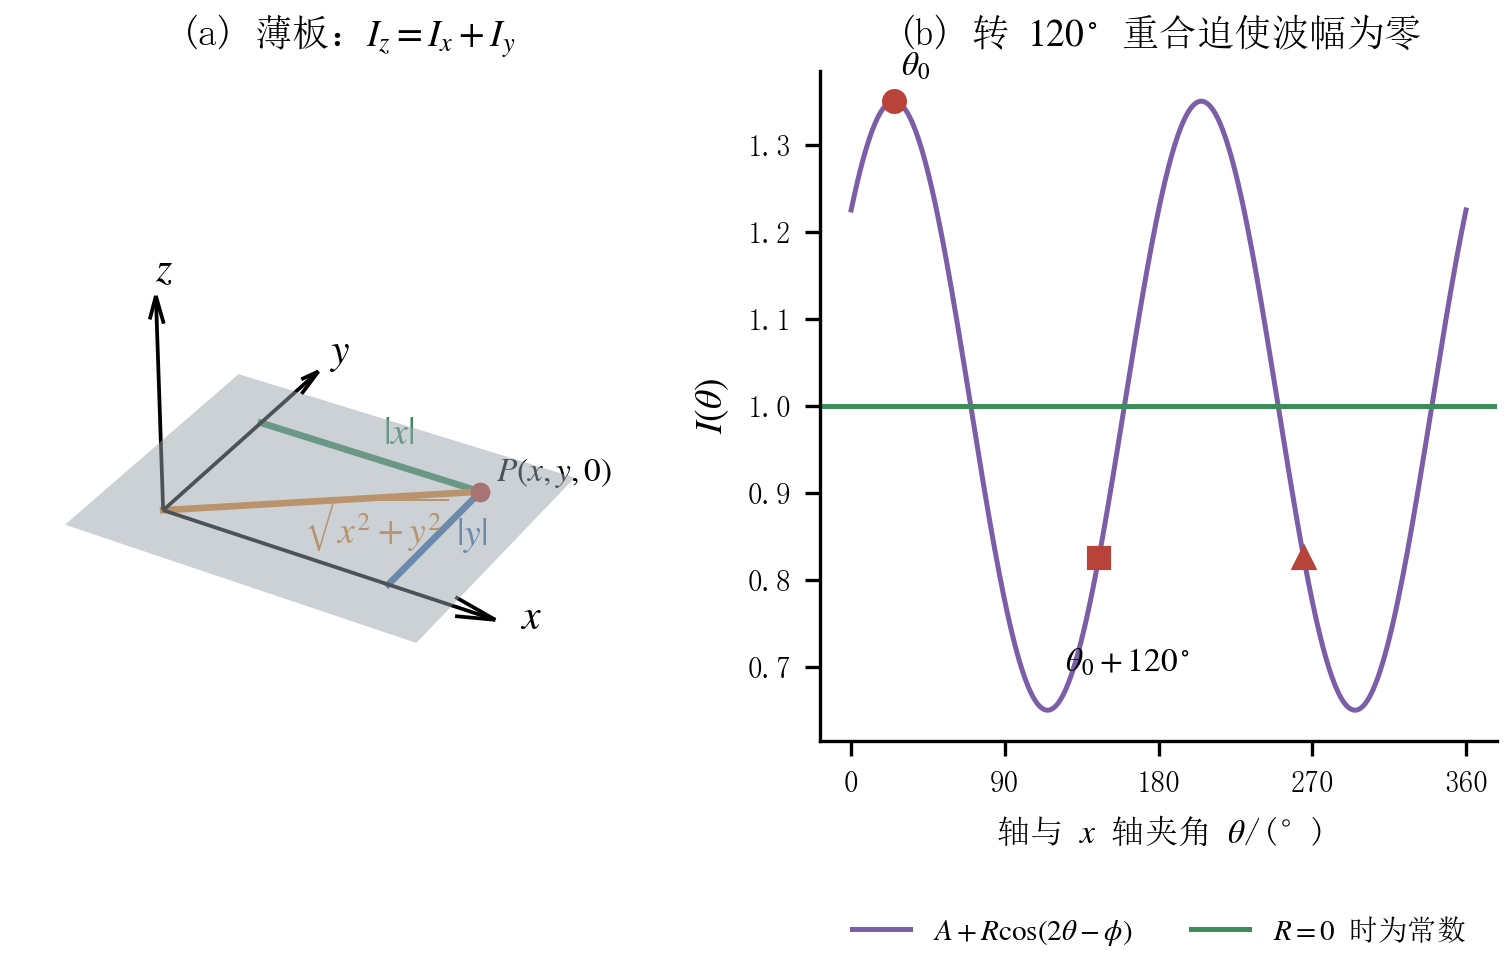 (a) 薄板：I_z = I_x + I_y
z
y
|x|
P(x, y, 0)
√x² + y²
|y|
x
(b) 转 120° 重合迫使波幅为零
θ₀
1.3
1.2
1.1
1.0
0.9
0.8
0.7
I(θ)
θ₀ + 120°
0 90 180 270 360
轴与 x 轴夹角 θ/(°)
A + R cos(2θ − ϕ)
R = 0 时为常数